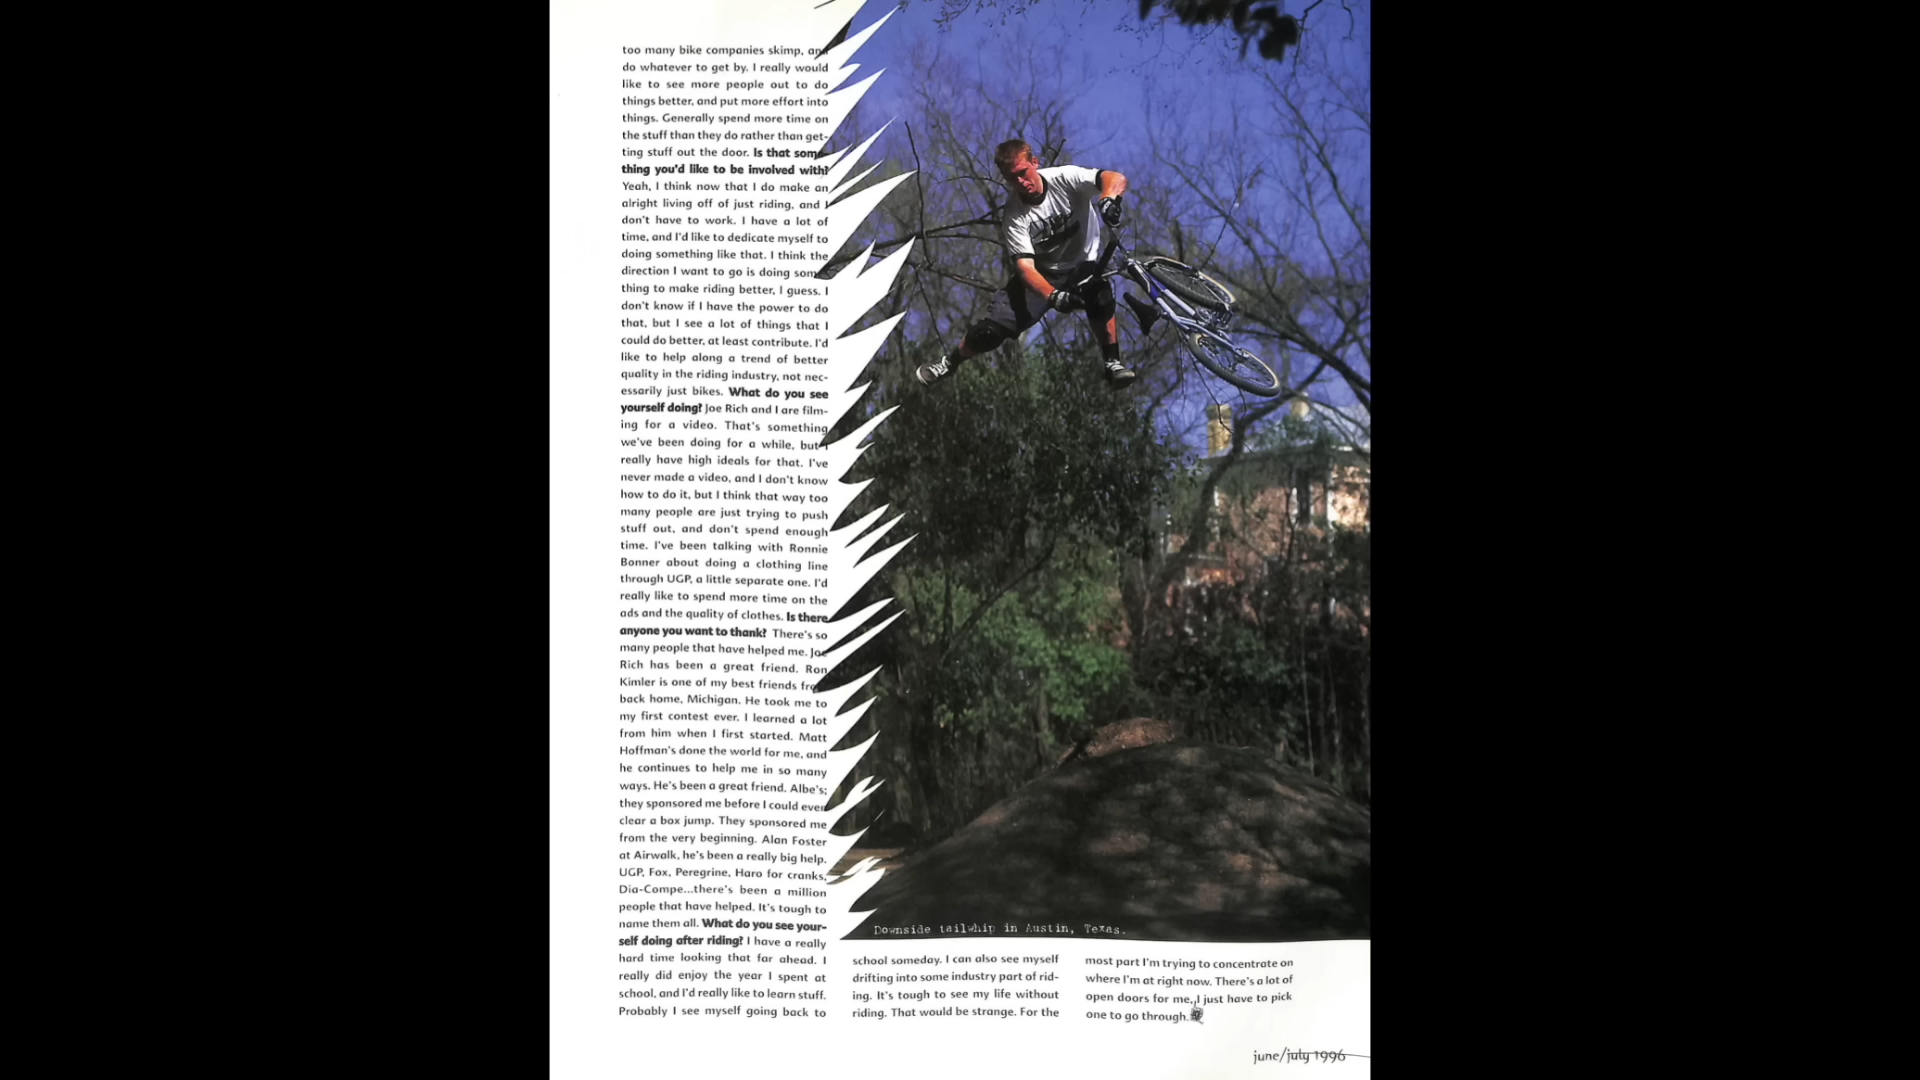 too many bike companies skimp, and
do whatever to get by. I really would
like to see more people out to do
things better, and put more effort into
things. Generally spend more time on
the stuff than they do rather than get-
ting stuff out the door. Is that some-
thing you'd like to be involved with?
Yeah, I think now that I do make an
alright living off of just riding, and I
don't have to work. I have a lot of
time, and I'd like to dedicate myself to
doing something like that. I think the
direction I want to go is doing some-
thing to make riding better, I guess. I
don't know if I have the power to do
that, but I see a lot of things that I
could do better, at least contribute. I'd
like to help along a trend of better
quality in the riding industry, not nec-
essarily just bikes. What do you see
yourself doing? Joe Rich and I are film-
ing for a video. That's something
we've been doing for a while, but I
really have high ideals for that. I've
never made a video, and I don't know
how to do it, but I think that way too
many people are just trying to push
stuff out, and don't spend enough
time. I've been talking with Ronnie
Bonner about doing a clothing line
through UGP, a little separate one. I'd
really like to spend more time on the
ads and the quality of clothes. Is there
anyone you want to thank? There's so
many people that have helped me. Joe
Rich has been a great friend. Ron
Kimler is one of my best friends from
back home, Michigan. He took me to
my first contest ever. I learned a lot
from him when I first started. Matt
Hoffman's done the world for me, and
he continues to help me in so many
ways. He's been a great friend. Albe's;
they sponsored me before I could even
clear a box jump. They sponsored me
from the very beginning. Alan Foster
at Airwalk, he's been a really big help.
UGP, Fox, Peregrine, Haro for cranks,
Dia-Compe...there's been a million
people that have helped. It's tough to
name them all. What do you see your-
self doing after riding? I have a really
hard time looking that far ahead. I
really did enjoy the year I spent at
school, and I'd really like to learn stuff.
Probably I see myself going back to
school someday. I can also see myself
drifting into some industry part of rid-
ing. It's tough to see my life without
riding. That would be strange. For the
most part I'm trying to concentrate on
where I'm at right now. There's a lot of
open doors for me, I just have to pick
one to go through.
Downside tailwhip in Austin, Texas.
june/july 1996